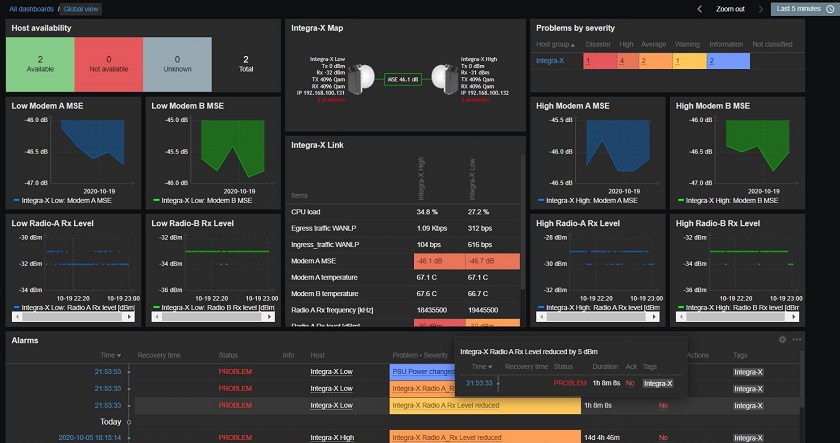 All dashboards / Global view
Zoom out
Last 5 minutes
Host availability
2 Available
0 Not available
0 Unknown
2 Total
Integra-X Map
Integra-X Low
Tx 0 dBm
Rx -32 dBm
TX 4096 Qam
RX 4096 Qam
IP 192.168.100.131
MSE 46.1 dB
Integra-X High
Tx 0 dBm
Rx -31 dBm
TX 4096 Qam
RX 4096 Qam
IP 192.168.100.132
Problems by severity
Host group Disaster High Average Warning Information Not classified
Integra-X 1 4 2 1 2
Low Modem A MSE
-46.0 dB
-46.5 dB
-47.0 dB
2020-10-19
Integra-X Low: Modem A MSE
Low Modem B MSE
-45.0 dB
-46.0 dB
-47.0 dB
2020-10-19
Integra-X Low: Modem B MSE
Integra-X Link
Items Integra-X High Integra-X Low
CPU load 34.8 % 27.2 %
Egress traffic WANLP 1.09 Kbps 312 bps
Ingress_traffic WANLP 104 bps 616 bps
Modem A MSE -46.1 dB -46.7 dB
Modem A temperature 67.1 C 67.1 C
Modem B temperature 67.6 C 66.7 C
Radio A Rx frequency [kHz] 18435500 19445500
Radio A Rx level [dBm]
High Modem A MSE
-45.5 dB
-46.0 dB
-46.5 dB
2020-10-19
Integra-X High: Modem A MSE
High Modem B MSE
-45.0 dB
-45.5 dB
-46.0 dB
2020-10-19
Integra-X High: Modem B MSE
Low Radio-A Rx Level
-30 dBm
-32 dBm
-34 dBm
10-19 22:20 10-19 23:00
Integra-X Low: Radio A Rx level [dBm]
Low Radio-B Rx Level
-32
-34
-36
10-19 22:20 10-19 23:00
Integra-X Low: Radio B Rx level [dBm
High Radio-A Rx Level
-28 dBm
-31 dBm
-34 dBm
10-19 22:20 10-19 23:00
Integra-X High: Radio A Rx level [dBm
High Radio-B Rx Level
-32
-34
-36
10-19 22:20 10-19 23:00
Integra-X High: Radio B Rx level [dBm
Alarms
Time Recovery time Status Info Host Problem • Severity Actions Tags
21:53:53 PROBLEM Integra-X Low PSU Power changed Integra-X
21:53:33 PROBLEM Integra-X Low Integra-X Radio A_R Integra-X
21:53:33 PROBLEM Integra-X Low Integra-X Radio A Rx Level reduced 1h 8m 8s No Integra-X
Today
2020-10-05 18:15:14 PROBLEM Integra-X High Integra-X Radio A_Rx Level reduced 14d 4h 46m No Integra-X
Integra-X Radio A Rx Level reduced by 5 dBm
Time Recovery time Status Duration Ack Tags
21:53:33 PROBLEM 1h 8m 8s No Integra-X